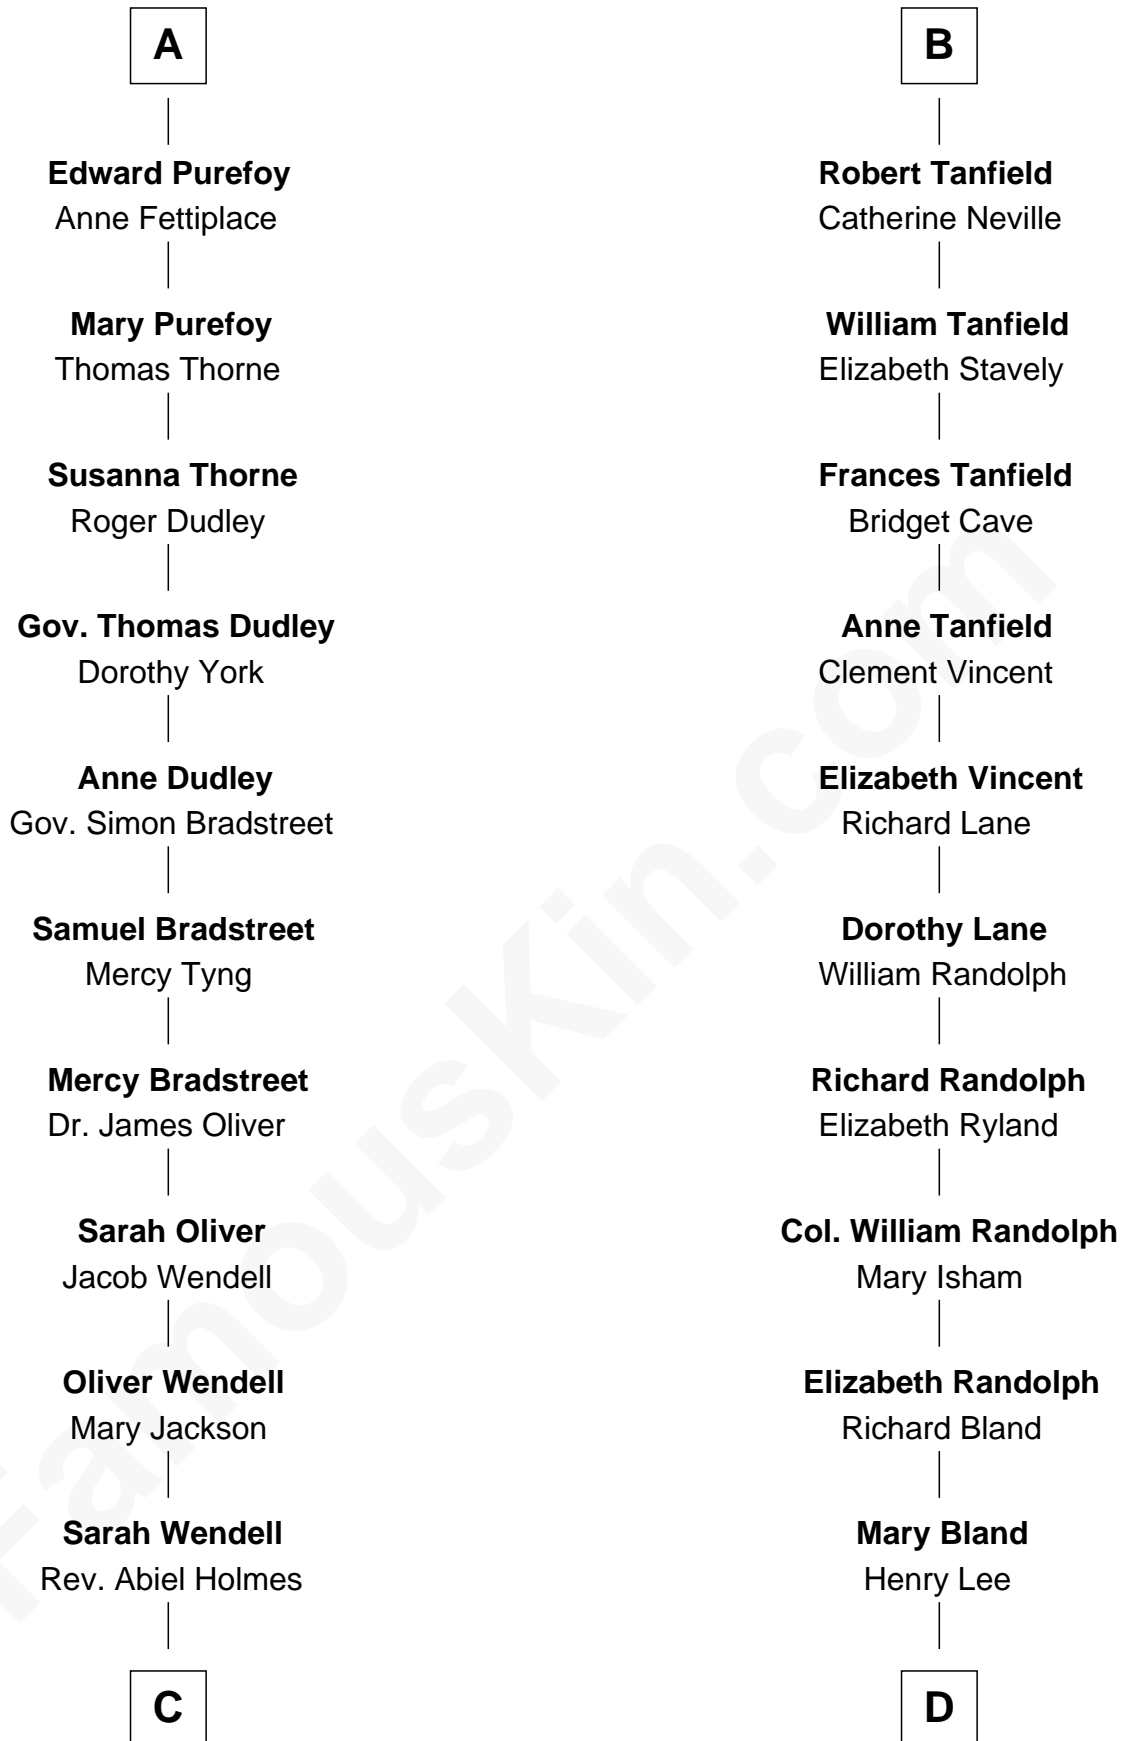 A
Edward Purefoy
Anne Fettiplace
Mary Purefoy
Thomas Thorne
Susanna Thorne
Roger Dudley
Gov. Thomas Dudley
Dorothy York
Anne Dudley
Gov. Simon Bradstreet
Samuel Bradstreet
Mercy Tyng
Mercy Bradstreet
Dr. James Oliver
Sarah Oliver
Jacob Wendell
Oliver Wendell
Mary Jackson
Sarah Wendell
Rev. Abiel Holmes
C
B
Robert Tanfield
Catherine Neville
William Tanfield
Elizabeth Stavely
Frances Tanfield
Bridget Cave
Anne Tanfield
Clement Vincent
Elizabeth Vincent
Richard Lane
Dorothy Lane
William Randolph
Richard Randolph
Elizabeth Ryland
Col. William Randolph
Mary Isham
Elizabeth Randolph
Richard Bland
Mary Bland
Henry Lee
D
FamousKin.com